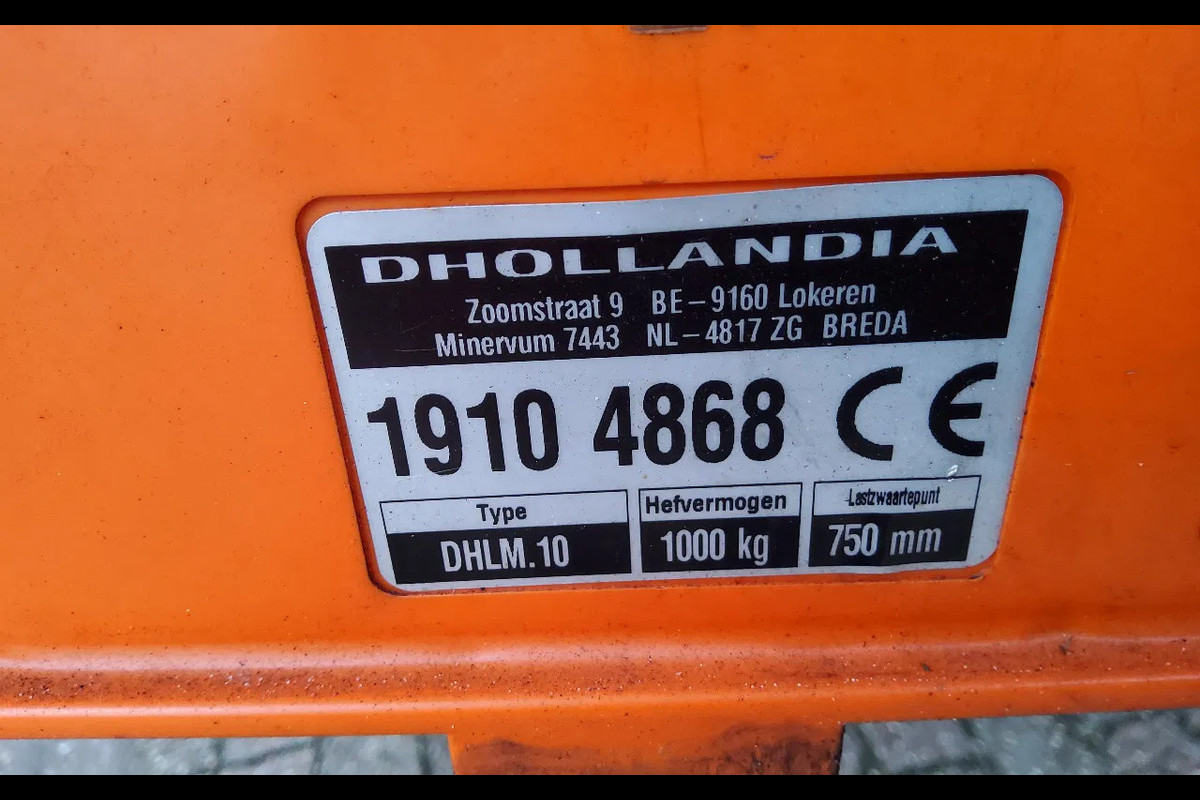 DHOLLANDIA
Zoomstraat 9 BE-9160 Lokeren
Minervum 7443 NL-4817 ZG BREDA
1910 4868 CE
Type Hefvermogen Lastzwaartepunt
DHLM.10 1000 kg 750 mm